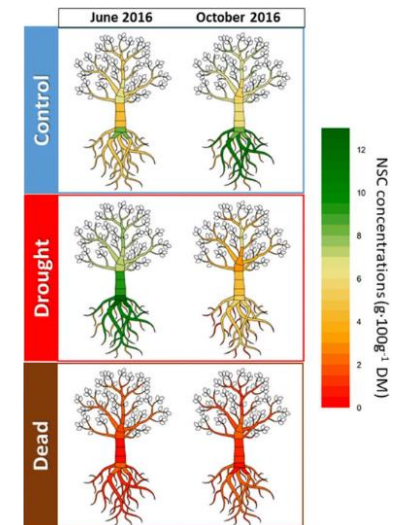 June 2016 October 2016
Control
Drought
Dead
12
10
8
6
4
2
0
NSC concentrations (g·100g⁻¹ DM)